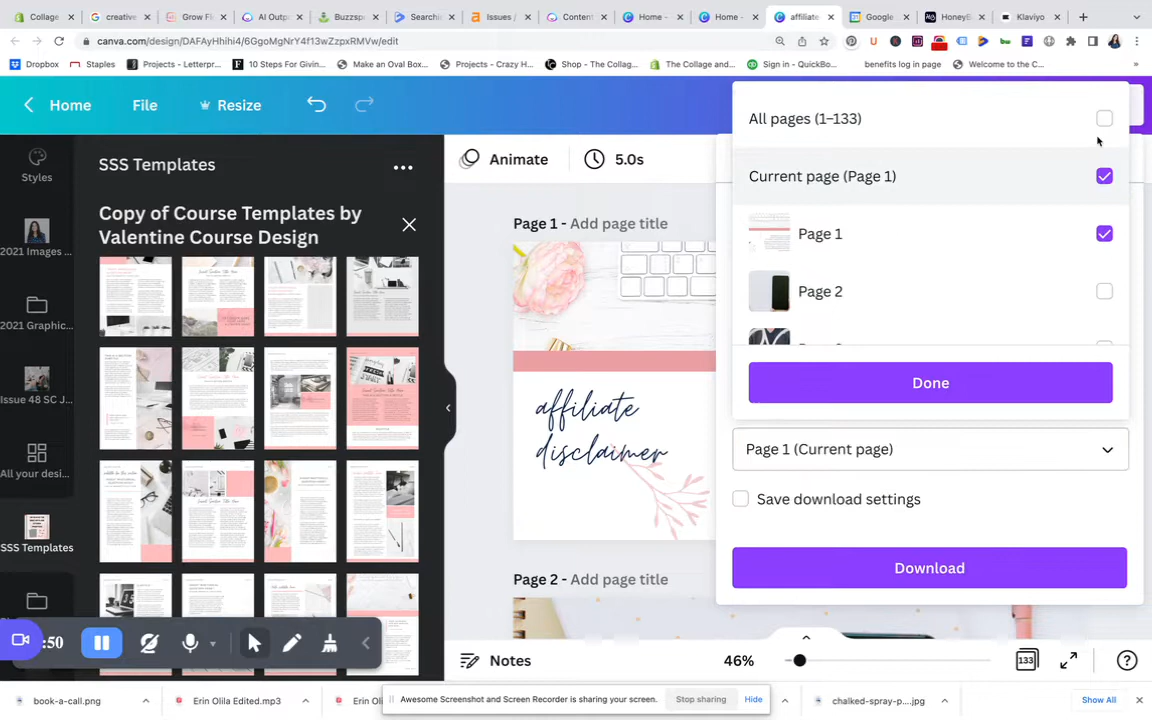 Collage
creative
Grow Fl
AI Outp
Buzzspr
Searchi
Issues /
Content
Home -
Home -
affiliate
Google
HoneyB
Klaviyo
canva.com/design/DAFAyHhihi4/6GgoMgNrY4f13wZzpxRMVw/edit
Dropbox
Staples
Projects - Letterpr...
10 Steps For Givin...
Make an Oval Box...
Projects - Crazy H...
Shop - The Collag...
The Collage and...
Sign in - QuickBo...
benefits log in page
Welcome to the C...
»
Home
File
Resize
Styles
2021 Images ...
2021 Graphic...
Issue 48 SC J...
All your desi...
SSS Templates
SSS Templates
Copy of Course Templates by
Valentine Course Design
Animate
5.0s
Page 1 - Add page title
affiliate
disclaimer
Page 2 - Add page title
All pages (1–133)
Current page (Page 1)
Page 1
Page 2
Done
Page 1 (Current page)
Save download settings
Download
:50
Notes
46%
133
?
book-a-call.png
Erin Olila Edited.mp3
Erin Oli
Awesome Screenshot and Screen Recorder is sharing your screen.
Stop sharing
Hide
chalked-spray-p....jpg
Show All